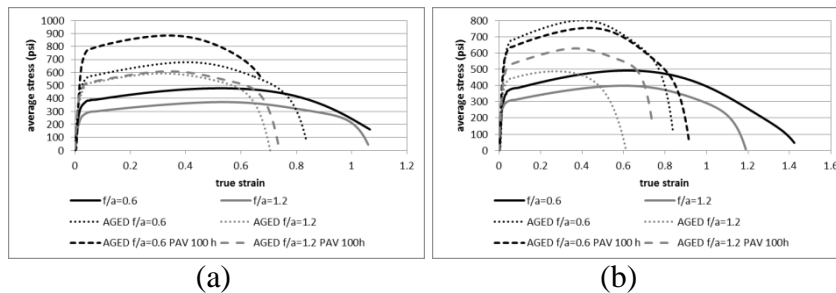 1000
900
800
700
600
500
400
300
200
100
0
average stress (psi)
0 0.2 0.4 0.6 0.8 1 1.2
true strain
f/a=0.6 f/a=1.2
AGED f/a=0.6 AGED f/a=1.2
AGED f/a=0.6 PAV 100 h AGED f/a=1.2 PAV 100h
(a)
800
700
600
500
400
300
200
100
0
average stress (psi)
0 0.2 0.4 0.6 0.8 1 1.2 1.4 1.6
true strain
f/a=0.6 f/a=1.2
AGED f/a=0.6 AGED f/a=1.2
AGED f/a=0.6 PAV 100 h AGED f/a=1.2 PAV 100h
(b)